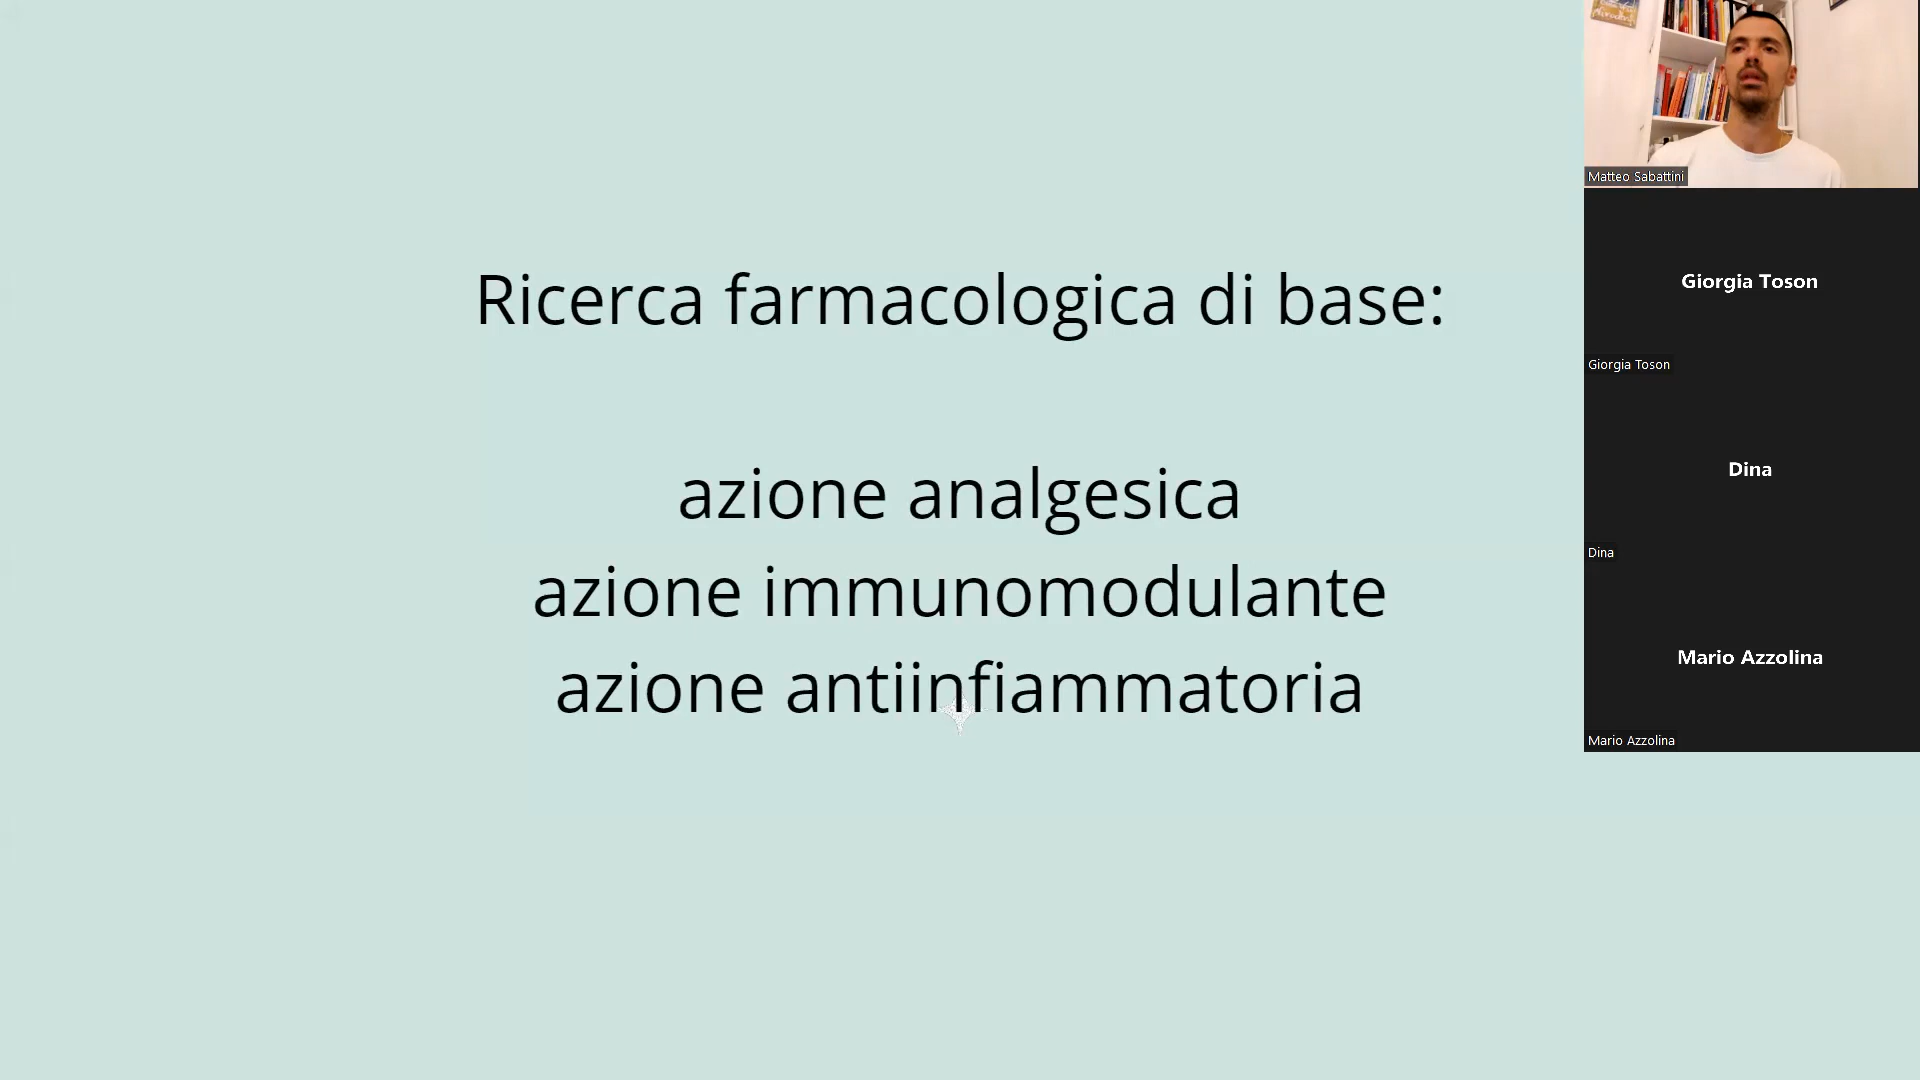 Ricerca farmacologica di base:
azione analgesica
azione immunomodulante
azione antiinfiammatoria
Matteo Sabattini
Giorgia Toson
Giorgia Toson
Dina
Dina
Mario Azzolina
Mario Azzolina